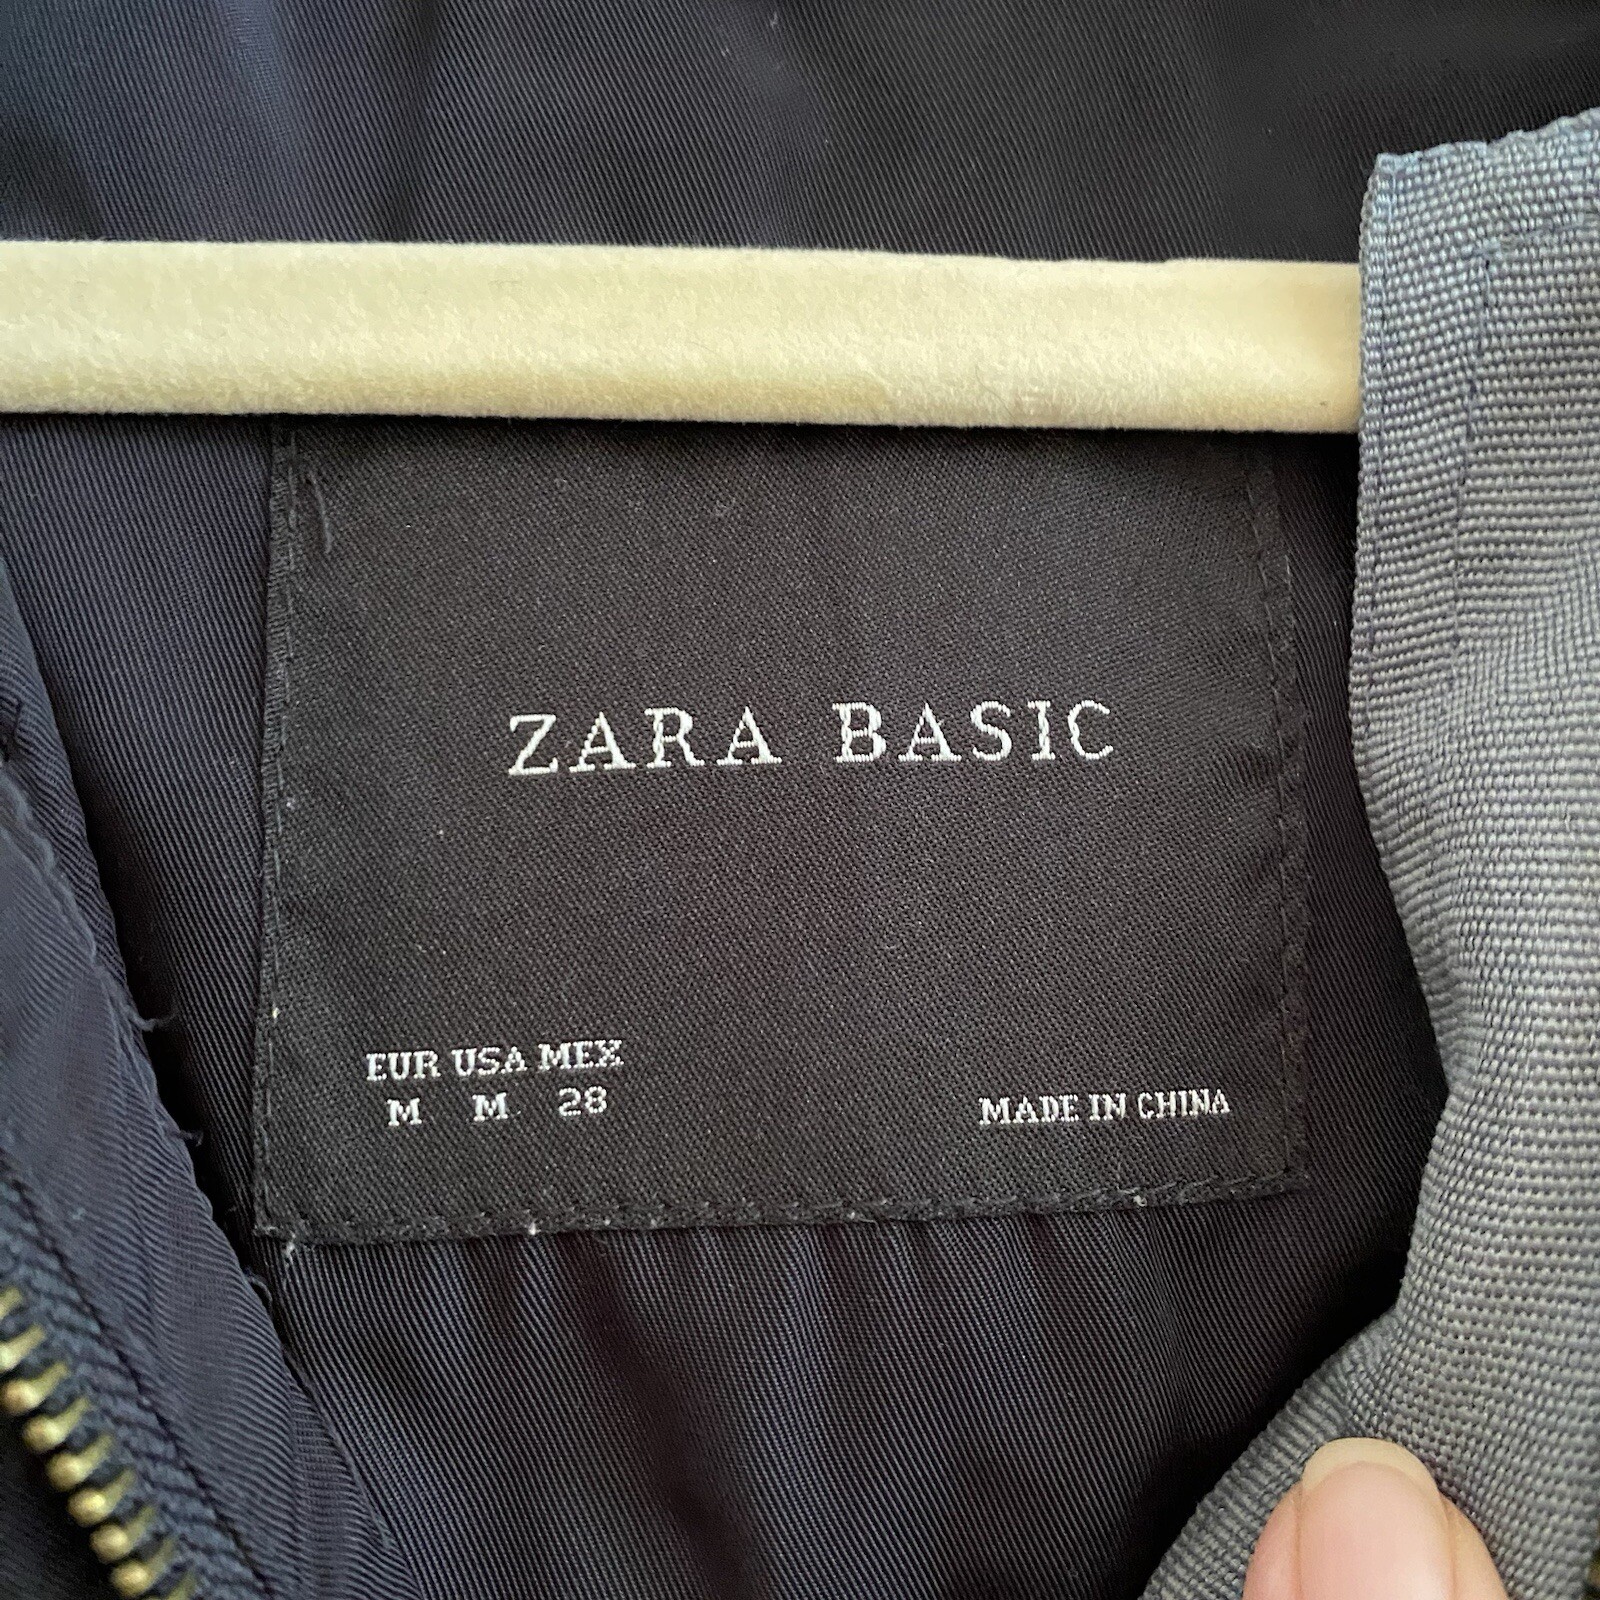 ZARA BASIC
EUR USA MEX
M M 28
MADE IN CHINA